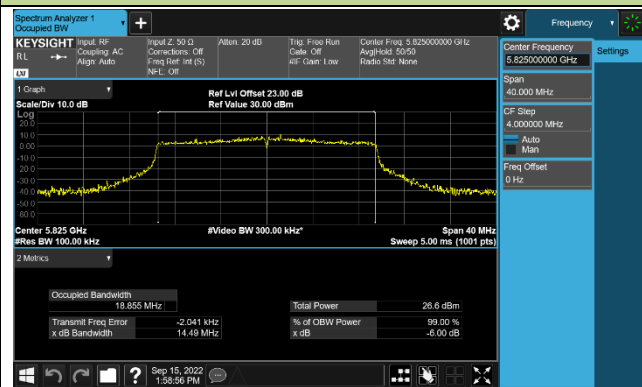 Spectrum Analyzer 1
Occupied BW
Frequency
KEYSIGHT
Input: RF
Coupling: AC
Align: Auto
Input Z: 50 Ω
Corrections: Off
Freq Ref: Int (S)
NFE: Off
Atten: 20 dB
Trig: Free Run
Gate: Off
#IF Gain: Low
Center Freq: 5.825000000 GHz
Avg|Hold: 50/50
Radio Std: None
RL
LXI
Center Frequency
5.825000000 GHz
Settings
Span
40.000 MHz
CF Step
4.000000 MHz
Auto
Man
Freq Offset
0 Hz
1 Graph
Scale/Div 10.0 dB
Ref Lvl Offset 23.00 dB
Ref Value 30.00 dBm
Log
20.0
10.0
0.00
-10.0
-20.0
-30.0
-40.0
-50.0
-60.0
Center 5.825 GHz
#Res BW 100.00 kHz
#Video BW 300.00 kHz*
Span 40 MHz
Sweep 5.00 ms (1001 pts)
2 Metrics
Occupied Bandwidth
18.855 MHz
Total Power
26.6 dBm
Transmit Freq Error
-2.041 kHz
% of OBW Power
99.00 %
x dB Bandwidth
14.49 MHz
x dB
-6.00 dB
Sep 15, 2022
1:58:56 PM